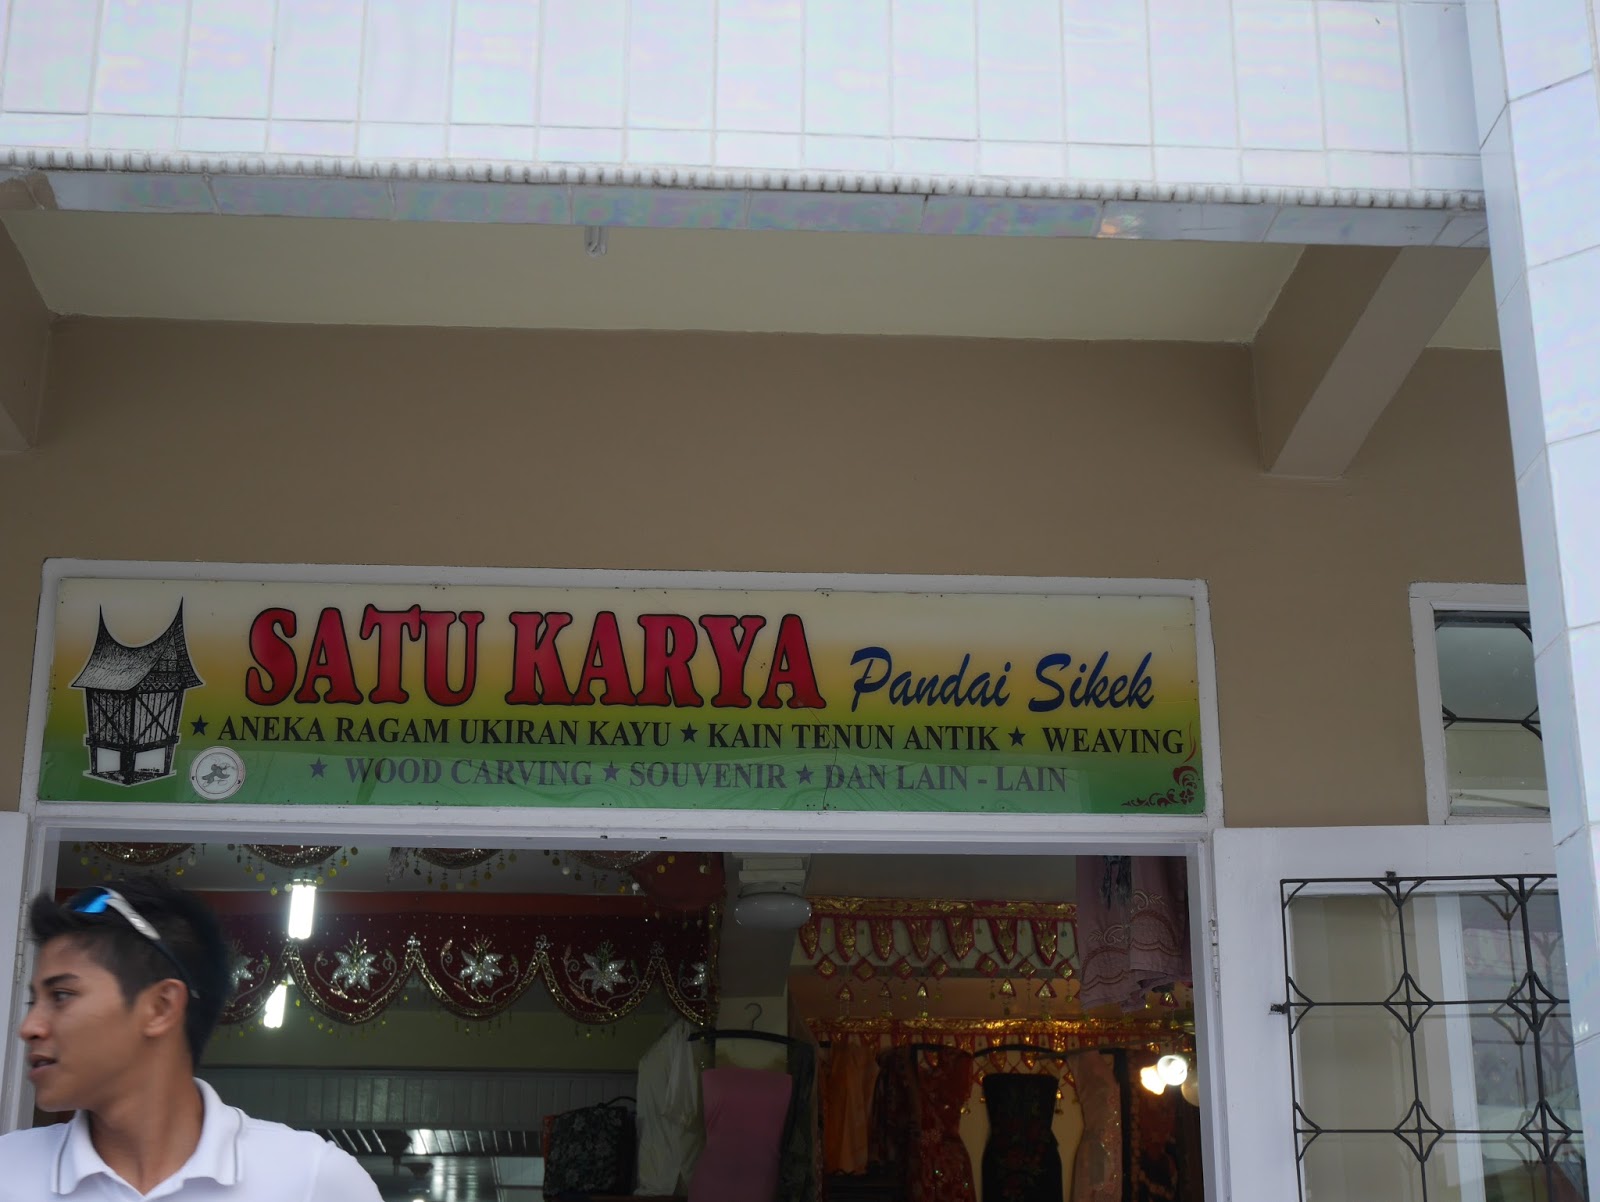 SATU KARYA Pandai Sikek
★ ANEKA RAGAM UKIRAN KAYU ★ KAIN TENUN ANTIK ★ WEAVING
★ WOOD CARVING ★ SOUVENIR ★ DAN LAIN - LAIN